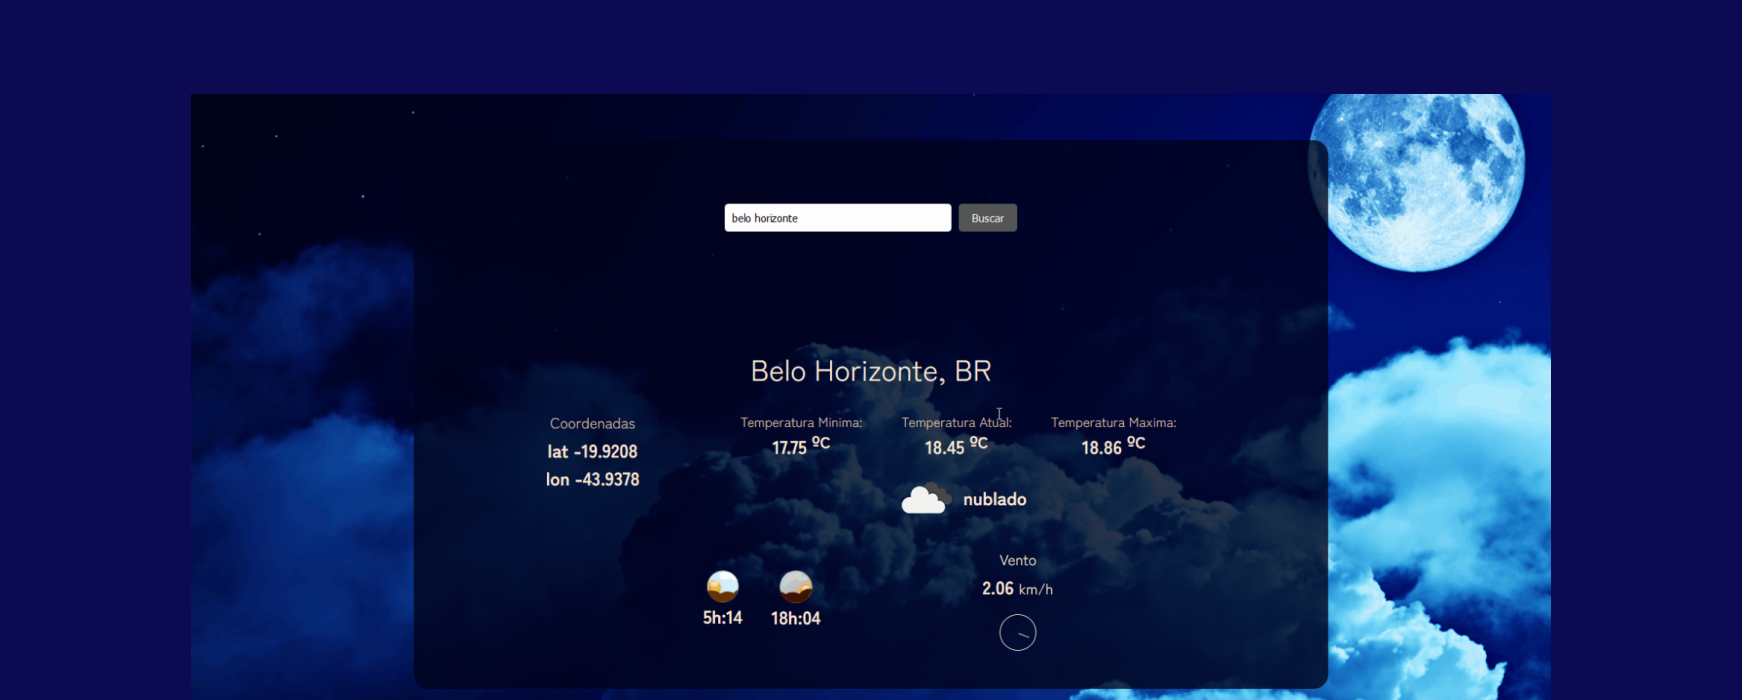 belo horizonte
Buscar
Belo Horizonte, BR
Coordenadas
lat -19.9208
lon -43.9378
Temperatura Minima:
17.75 ºC
Temperatura Atual:
18.45 ºC
Temperatura Maxima:
18.86 ºC
nublado
5h:14
18h:04
Vento
2.06 km/h